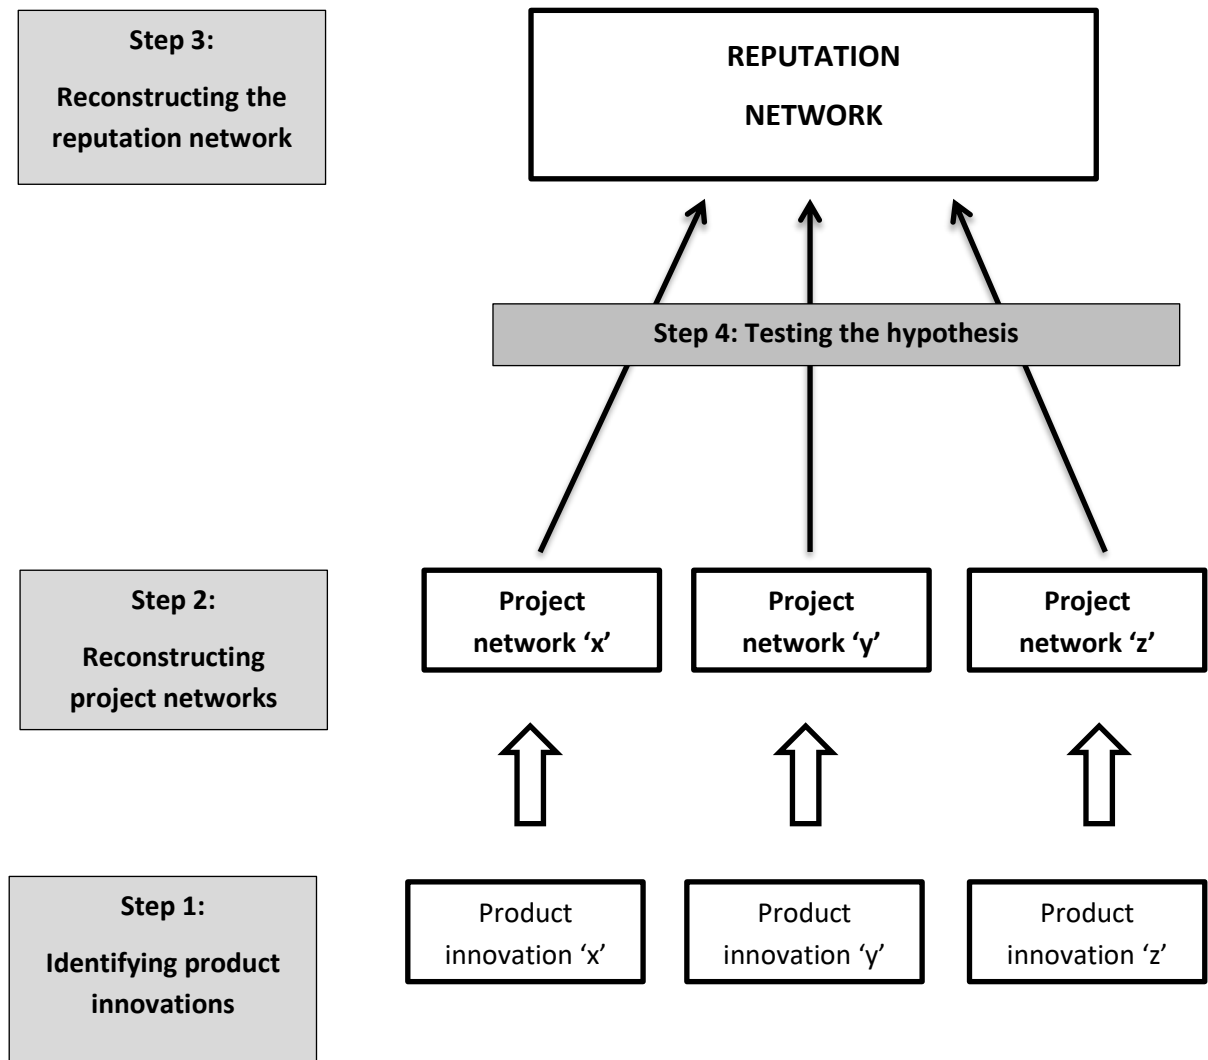 Step 3:
Reconstructing the
reputation network
REPUTATION
NETWORK
Step 4: Testing the hypothesis
Step 2:
Reconstructing
project networks
Project
network ‘x’
Project
network ‘y’
Project
network ‘z’
Step 1:
Identifying product
innovations
Product
innovation ‘x’
Product
innovation ‘y’
Product
innovation ‘z’